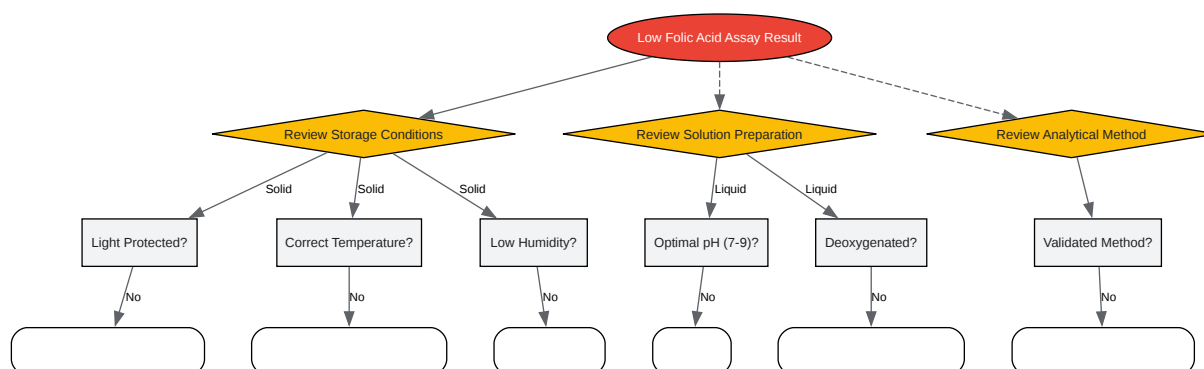 Low Folic Acid Assay Result
Review Storage Conditions
Review Solution Preparation
Review Analytical Method
Solid
Solid
Solid
Liquid
Liquid
Light Protected?
Correct Temperature?
Low Humidity?
Optimal pH (7-9)?
Deoxygenated?
Validated Method?
No
No
No
No
No
No